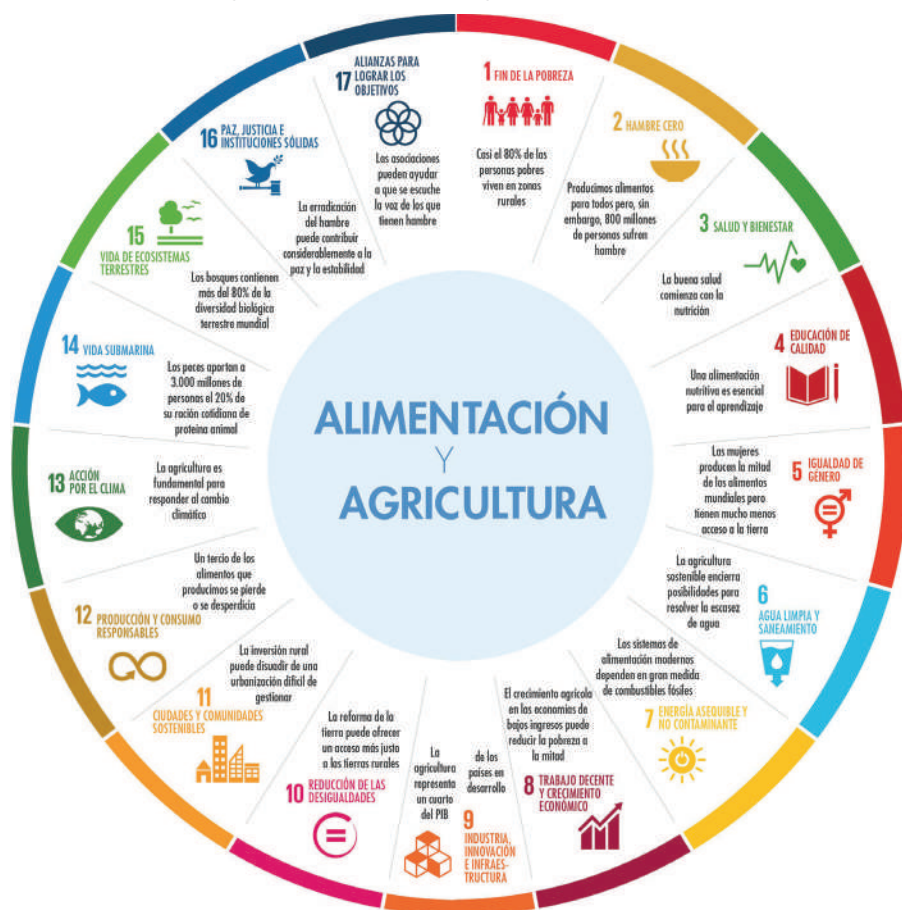 ALIMENTACIÓN
Y
AGRICULTURA
1 FIN DE LA POBREZA
Casi el 80% de las
personas pobres
viven en zonas
rurales
2 HAMBRE CERO
Producimos alimentos
para todos pero, sin
embargo, 800 millones
de personas sufren
hambre
3 SALUD Y BIENESTAR
La buena salud
comienza con la
nutrición
4 EDUCACIÓN DE
CALIDAD
Una alimentación
nutritiva es esencial
para el aprendizaje
5 IGUALDAD DE
GÉNERO
Las mujeres
producen la mitad
de los alimentos
mundiales pero
tienen mucho menos
acceso a la tierra
6
AGUA LIMPIA Y
SANEAMIENTO
La agricultura
sostenible encierra
posibilidades para
resolver la escasez
de agua
7 ENERGÍA ASEQUIBLE Y
NO CONTAMINANTE
Los sistemas de
alimentación modernos
dependen en gran medida
de combustibles fósiles
8 TRABAJO DECENTE
Y CRECIMIENTO
ECONÓMICO
El crecimiento agrícola
en las economías de
bajos ingresos puede
reducir la pobreza a
la mitad
9
INDUSTRIA,
INNOVACIÓN
E INFRAES-
TRUCTURA
La
agricultura
representa
un cuarto
del PIB
de los
países en
desarrollo
10 REDUCCIÓN DE LAS
DESIGUALDADES
La reforma de la
tierra puede ofrecer
un acceso más justo
a las tierras rurales
11
CIUDADES Y COMUNIDADES
SOSTENIBLES
La inversión rural
puede disuadir de una
urbanización difícil de
gestionar
12 PRODUCCIÓN Y CONSUMO
RESPONSABLES
Un tercio de los
alimentos que
producimos se pierde
o se desperdicia
13 ACCIÓN
POR EL CLIMA
La agricultura es
fundamental para
responder al cambio
climático
14 VIDA SUBMARINA
Los peces aportan a
3.000 millones de
personas el 20% de
su ración cotidiana de
proteína animal
15
VIDA DE ECOSISTEMAS
TERRESTRES
Los bosques contienen
más del 80% de la
diversidad biológica
terrestre mundial
16 PAZ, JUSTICIA E
INSTITUCIONES SÓLIDAS
La erradicación
del hambre
puede contribuir
considerablemente a la
paz y la estabilidad
17 ALIANZAS PARA
LOGRAR LOS
OBJETIVOS
Las asociaciones
pueden ayudar
a que se escuche
la voz de los que
tienen hambre